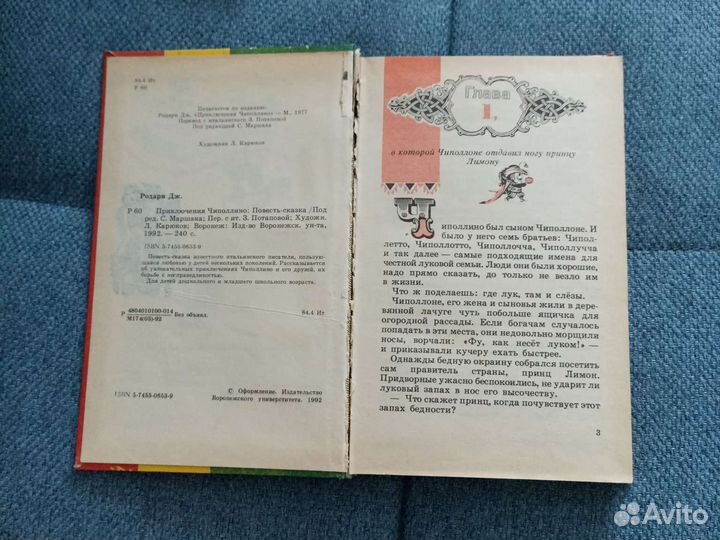 84.4 Ит
Р 60
Печатается по изданию:
Родари Дж. «Приключения Чиполлино» — М., 1977
Перевод с итальянского З. Потаповой
Под редакцией С. Маршака
Художник Л. Карюков
Родари Дж.
Р 60 Приключения Чиполлино: Повесть-сказка /Под
ред. С. Маршака; Пер. с ит. З. Потаповой; Художн.
Л. Карюков; Воронеж: Изд-во Воронежск. ун-та,
1992. — 240 с.
ISBN 5-7455-0653-9
Повесть-сказка известного итальянского писателя, пользую-
щаяся любовью у детей нескольких поколений. Рассказывается
об увлекательных приключениях Чиполлино и его друзей, их
борьбе с несправедливостью.
Для детей дошкольного и младшего школьного возраста.
Р 4804010100-014
М174(03)-92 Без объявл. 84.4 Ит
© Оформление. Издательство
Воронежского университета. 1992
ISBN 5-7455-0653-9
Глава
1,
в которой Чиполлоне отдавил ногу принцу
Лимону
Чиполлино был сыном Чиполлоне. И
было у него семь братьев: Чипол-
летто, Чиполлотто, Чиполлочча, Чиполлучча
и так далее — самые подходящие имена для
честной луковой семьи. Люди они были хорошие,
надо прямо сказать, да только не везло им
в жизни.
Что ж поделаешь: где лук, там и слёзы.
Чиполлоне, его жена и сыновья жили в дере-
вянной лачуге чуть побольше ящичка для
огородной рассады. Если богачам случалось
попадать в эти места, они недовольно морщили
носы, ворчали: «Фу, как несёт луком!» —
и приказывали кучеру ехать быстрее.
Однажды бедную окраину собрался посетить
сам правитель страны, принц Лимон.
Придворные ужасно беспокоились, не ударит ли
луковый запах в нос его высочеству.
— Что скажет принц, когда почувствует этот
запах бедности?
3
Avito